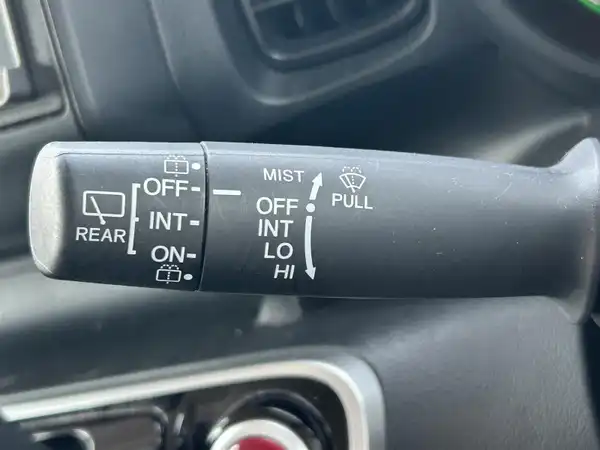 OFF
INT
ON
REAR
MIST
OFF
INT
LO
HI
PULL